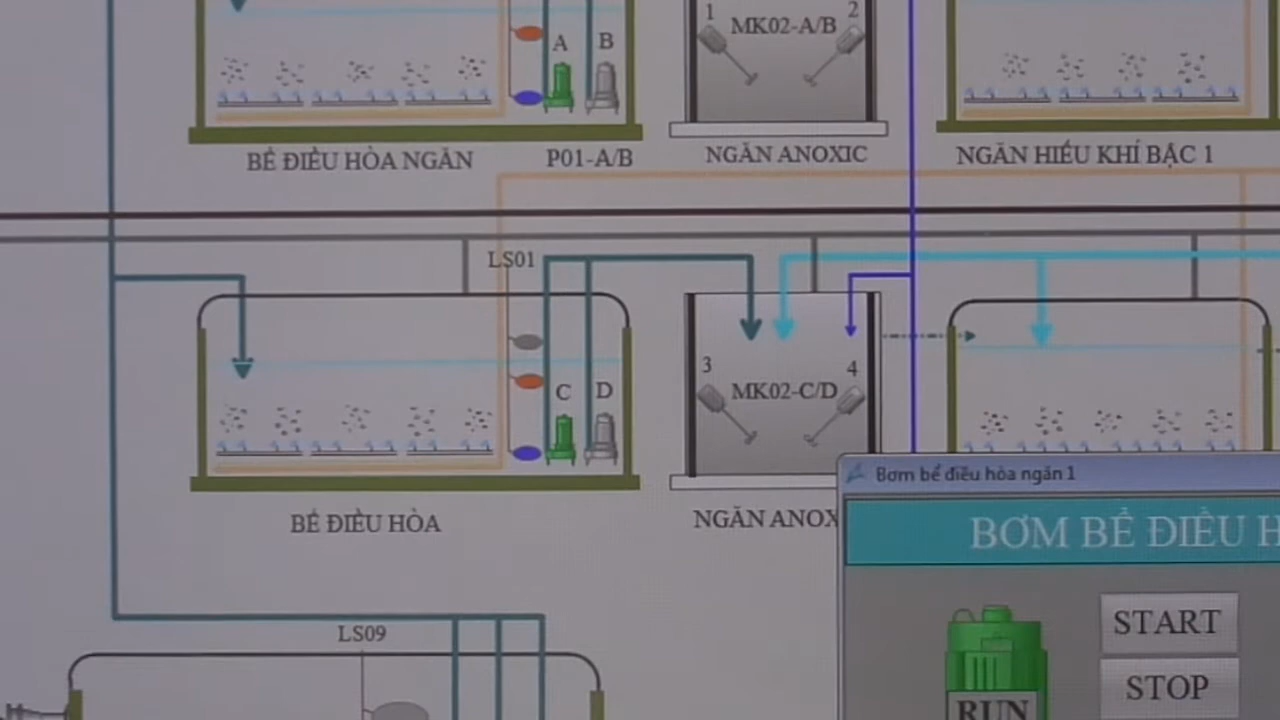 1
2
MK02-A/B
A
B
BỂ ĐIỀU HÒA NGĂN
P01-A/B
NGĂN ANOXIC
NGĂN HIẾU KHÍ BẬC 1
LS01
3
4
MK02-C/D
C
D
BỂ ĐIỀU HÒA
NGĂN ANOX
Bơm bể điều hòa ngăn 1
BƠM BỂ ĐIỀU H
START
STOP
RUN
LS09